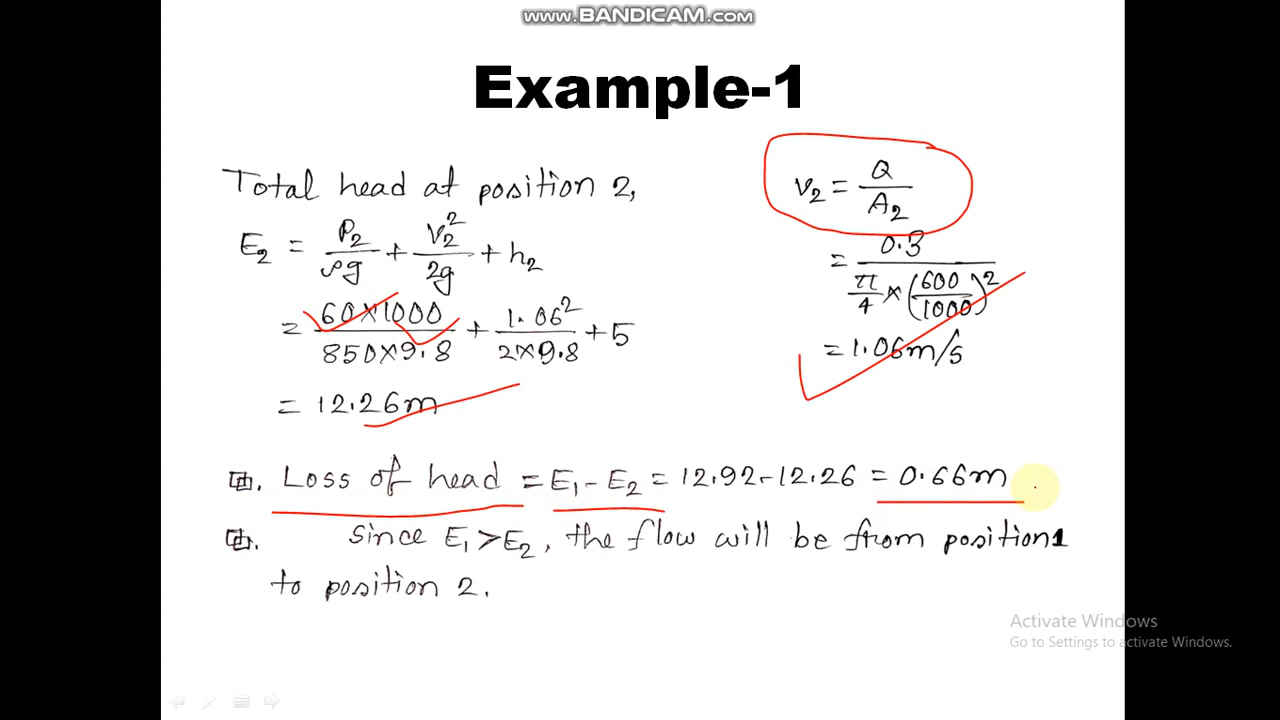 www.BANDICAM.com
Example-1
Total head at position 2,
E₂ = P₂/ρg + V₂²/2g + h₂
= 60×1000/850×9.8 + 1.06²/2×9.8 + 5
= 12.26m
V₂ = Q/A₂
= 0.3/π/4 × (600/1000)²
= 1.06m/s
Loss of head = E₁ - E₂ = 12.92 - 12.26 = 0.66m
Since E₁ > E₂, the flow will be from position 1
to position 2.
Activate Windows
Go to Settings to activate Windows.